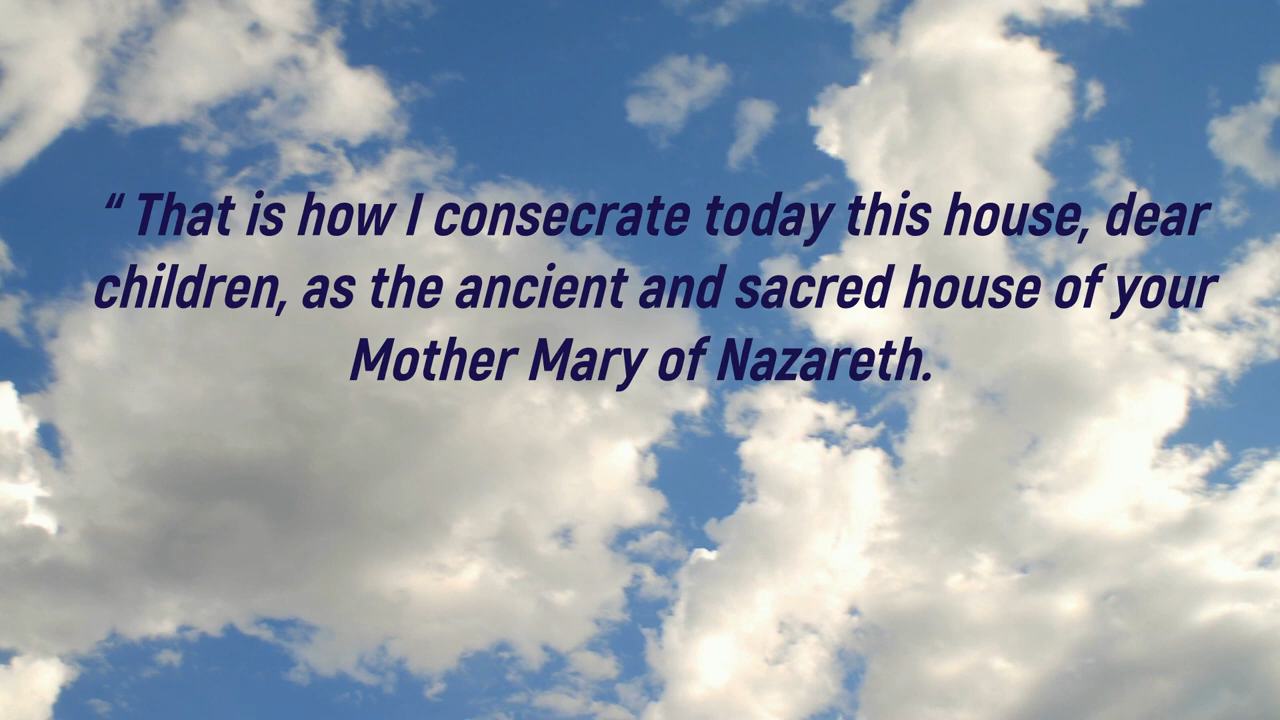 “ That is how I consecrate today this house, dear
children, as the ancient and sacred house of your
Mother Mary of Nazareth.